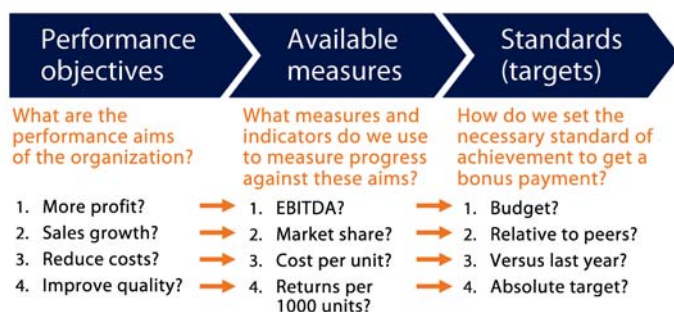 Performance
objectives
Available
measures
Standards
(targets)
What are the
performance aims
of the organization?
What measures and
indicators do we use
to measure progress
against these aims?
How do we set the
necessary standard of
achievement to get a
bonus payment?
1. More profit?
2. Sales growth?
3. Reduce costs?
4. Improve quality?
1. EBITDA?
2. Market share?
3. Cost per unit?
4. Returns per
1000 units?
1. Budget?
2. Relative to peers?
3. Versus last year?
4. Absolute target?